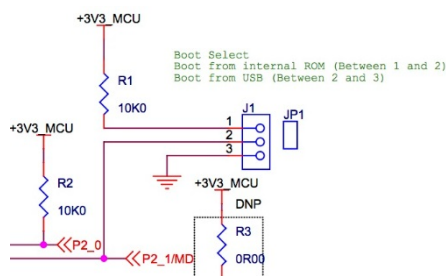 +3V3_MCU
Boot Select
Boot from internal ROM (Between 1 and 2)
Boot from USB (Between 2 and 3)
R1
10K0
J1
JP1
1
2
3
+3V3_MCU
R2
10K0
+3V3_MCU
DNP
P2_0
P2_1/MD
R3
0R00